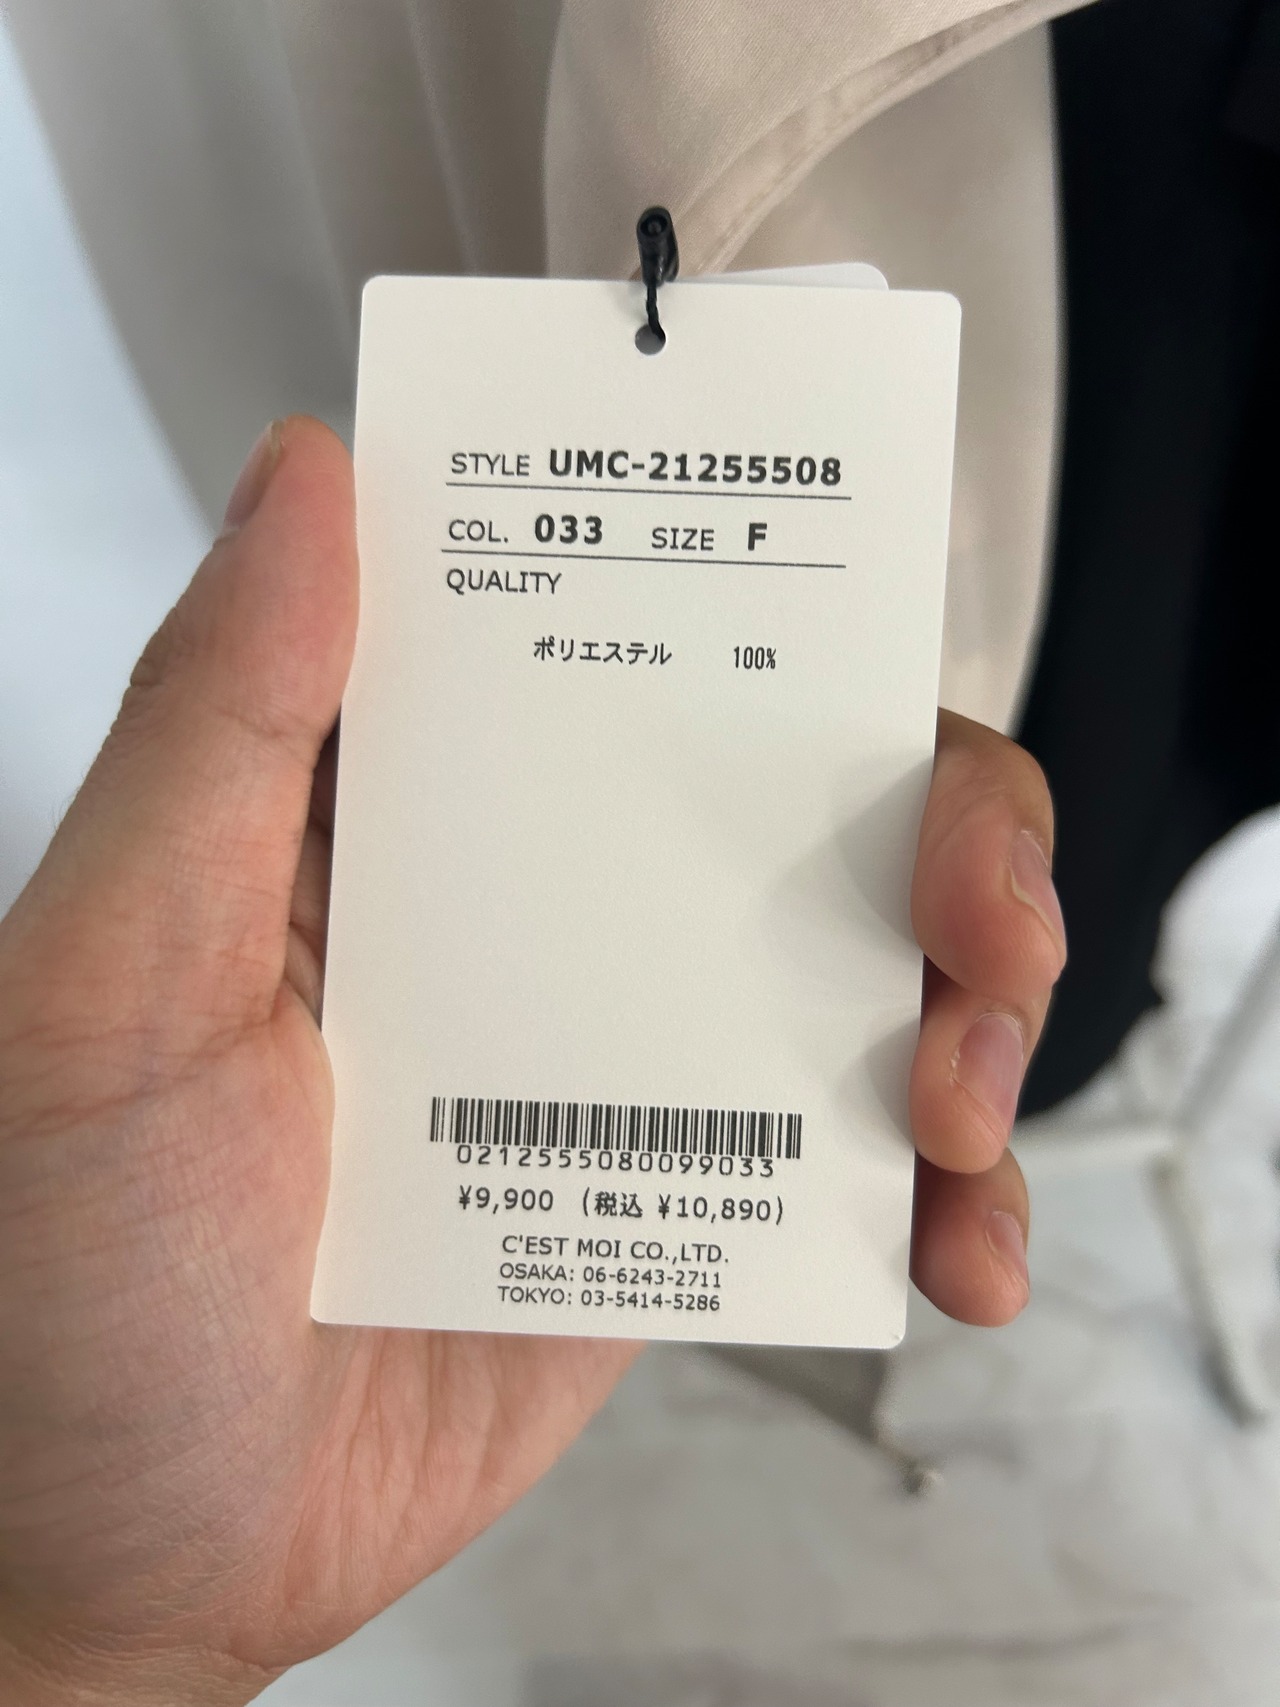 STYLE UMC-21255508
COL. 033 SIZE F
QUALITY
ポリエステル 100%
0212555080099033
¥9,900 (税込 ¥10,890)
C'EST MOI CO.,LTD.
OSAKA: 06-6243-2711
TOKYO: 03-5414-5286